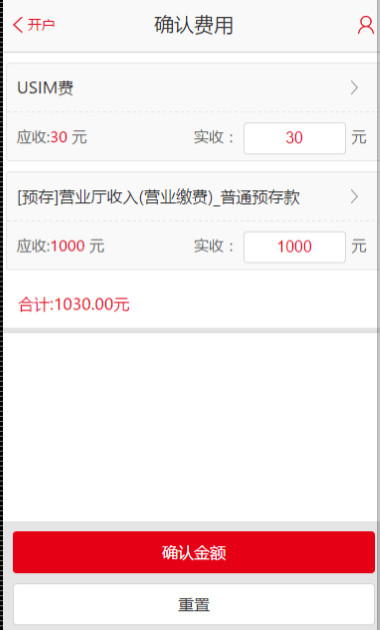 开户 确认费用
USIM费
应收:30 元 实收： 30 元
[预存]营业厅收入(营业缴费)_普通预存款
应收:1000 元 实收： 1000 元
合计:1030.00元
确认金额
重置